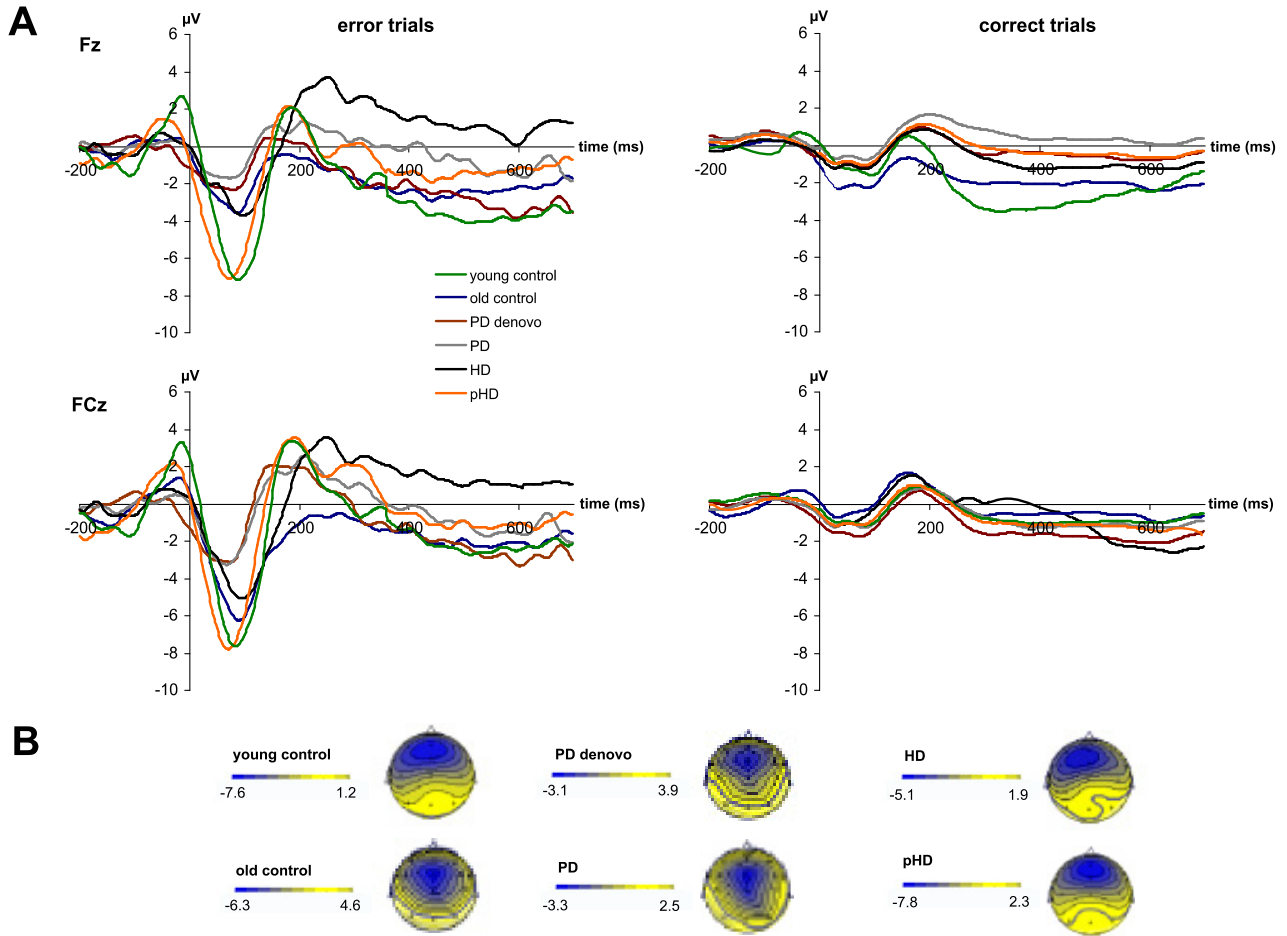 A
error trials
correct trials
Fz
µV
6
4
2
-2
-4
-6
-8
-10
-200
200
400
600
time (ms)
µV
6
4
2
-2
-4
-6
-8
-10
-200
200
400
600
time (ms)
young control
old control
PD denovo
PD
HD
pHD
FCz
µV
6
4
2
0
-2
-4
-6
-8
-10
-200
200
400
600
time (ms)
µV
6
4
2
0
-2
-4
-6
-8
-10
-200
200
400
600
time (ms)
B
young control
-7.6 1.2
PD denovo
-3.1 3.9
HD
-5.1 1.9
old control
-6.3 4.6
PD
-3.3 2.5
pHD
-7.8 2.3